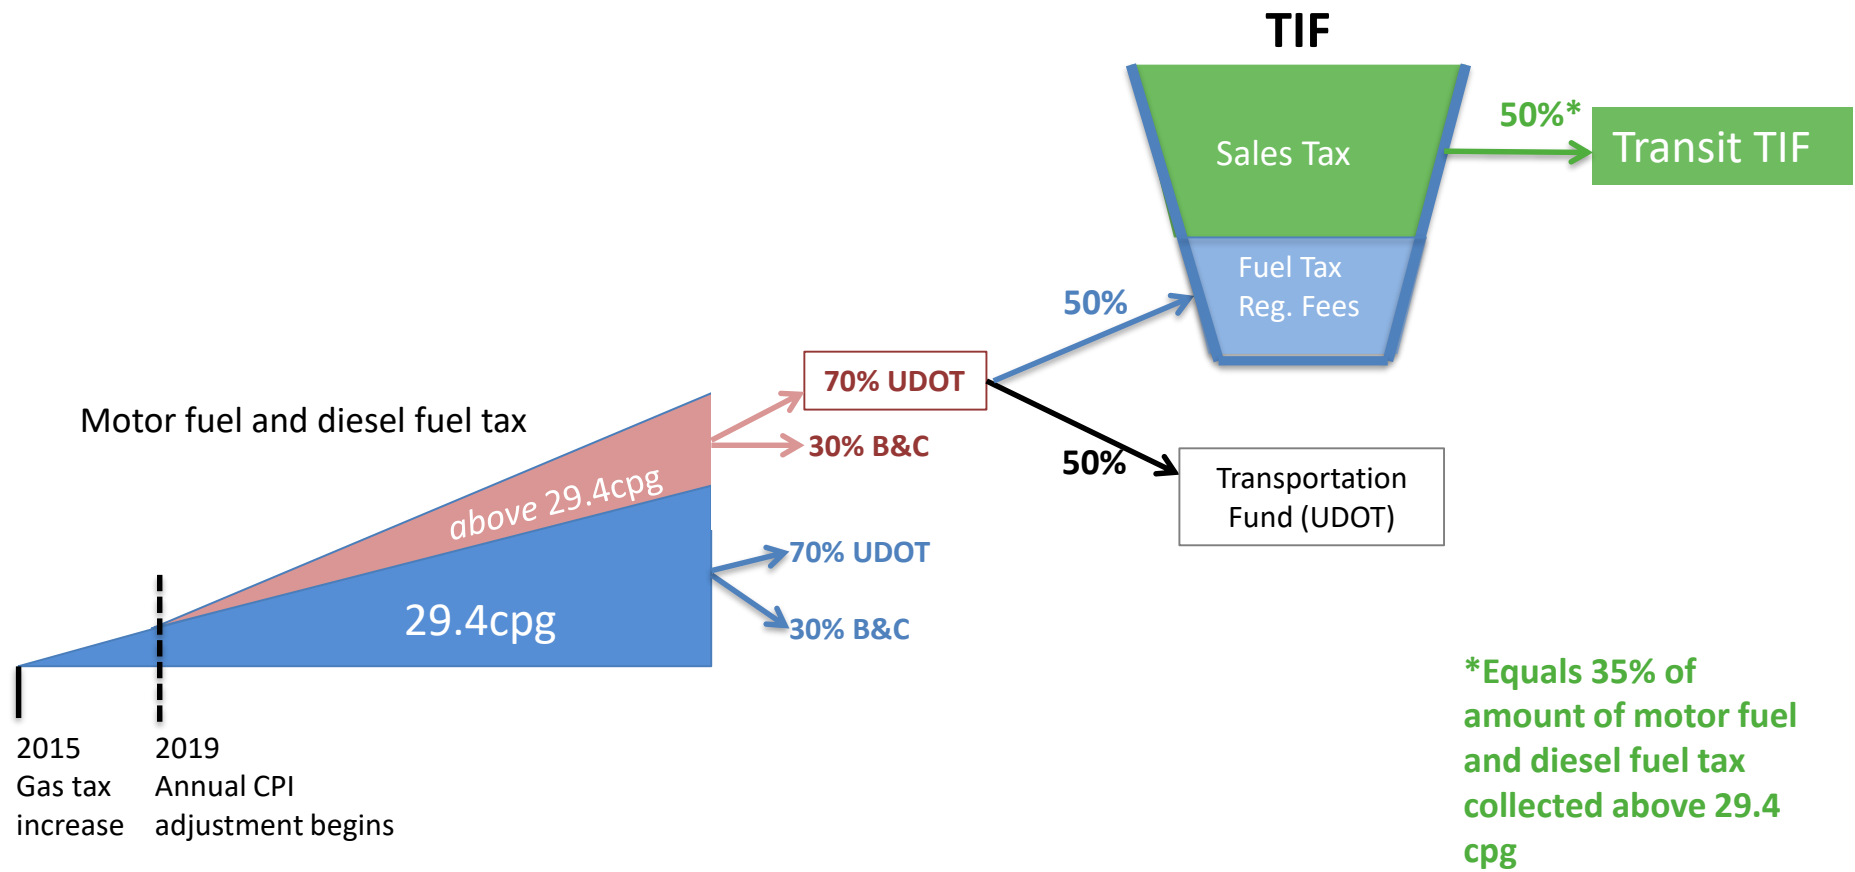 TIF
50%*
Transit TIF
Sales Tax
Fuel Tax
Reg. Fees
50%
70% UDOT
Motor fuel and diesel fuel tax
30% B&C
50%
Transportation
Fund (UDOT)
above 29.4cpg
70% UDOT
29.4cpg
30% B&C
2015
Gas tax
increase
2019
Annual CPI
adjustment begins
*Equals 35% of
amount of motor fuel
and diesel fuel tax
collected above 29.4
cpg